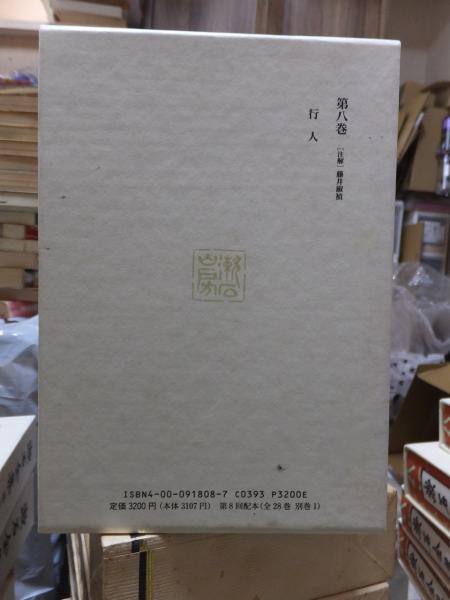 第八巻 〔注解〕藤井淑禎
行人
漱石山房
ISBN4-00-091808-7 C0393 P3200E
定価3200円(本体3107円) 第8回配本(全28巻 別巻1)